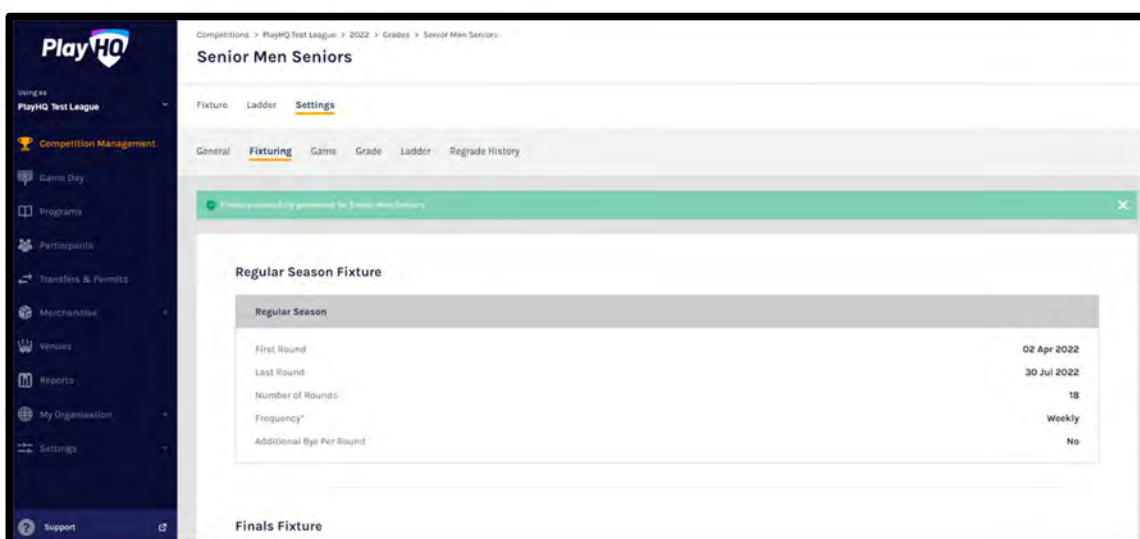 PlayHQ
Using as
PlayHQ Test League
Competition Management
Game Day
Programs
Participants
Transfers & Permits
Merchandise
Venues
Reports
My Organisation
Settings
Support
Competitions > PlayHQ Test League > 2022 > Grades > Senior Men Seniors
Senior Men Seniors
Fixture Ladder Settings
General Fixturing Game Grade Ladder Regrade History
Regular Season Fixture
Regular Season
First Round 02 Apr 2022
Last Round 30 Jul 2022
Number of Rounds 18
Frequency* Weekly
Additional Bye Per Round No
Finals Fixture